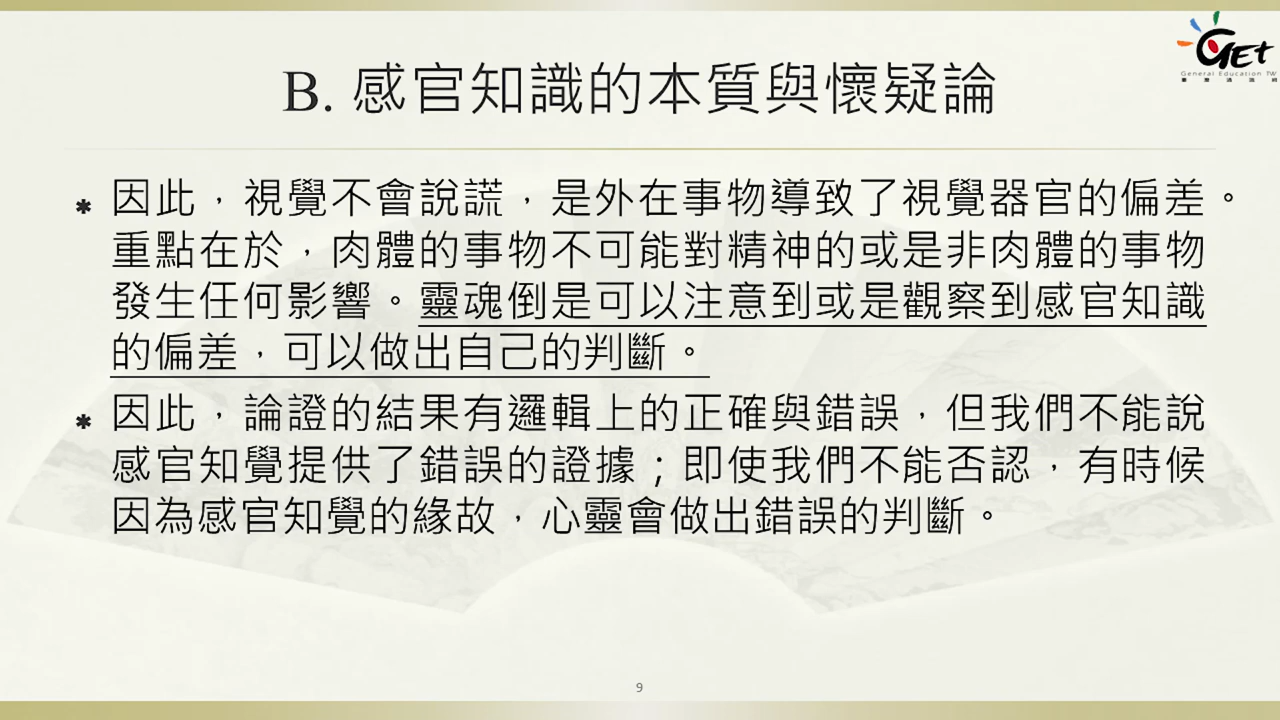 GET
General Education TW
B. 感官知識的本質與懷疑論
因此，視覺不會說謊，是外在事物導致了視覺器官的偏差。
重點在於，肉體的事物不可能對精神的或是非肉體的事物
發生任何影響。靈魂倒是可以注意到或是觀察到感官知識
的偏差，可以做出自己的判斷。
因此，論證的結果有邏輯上的正確與錯誤，但我們不能說
感官知覺提供了錯誤的證據；即使我們不能否認，有時候
因為感官知覺的緣故，心靈會做出錯誤的判斷。
9